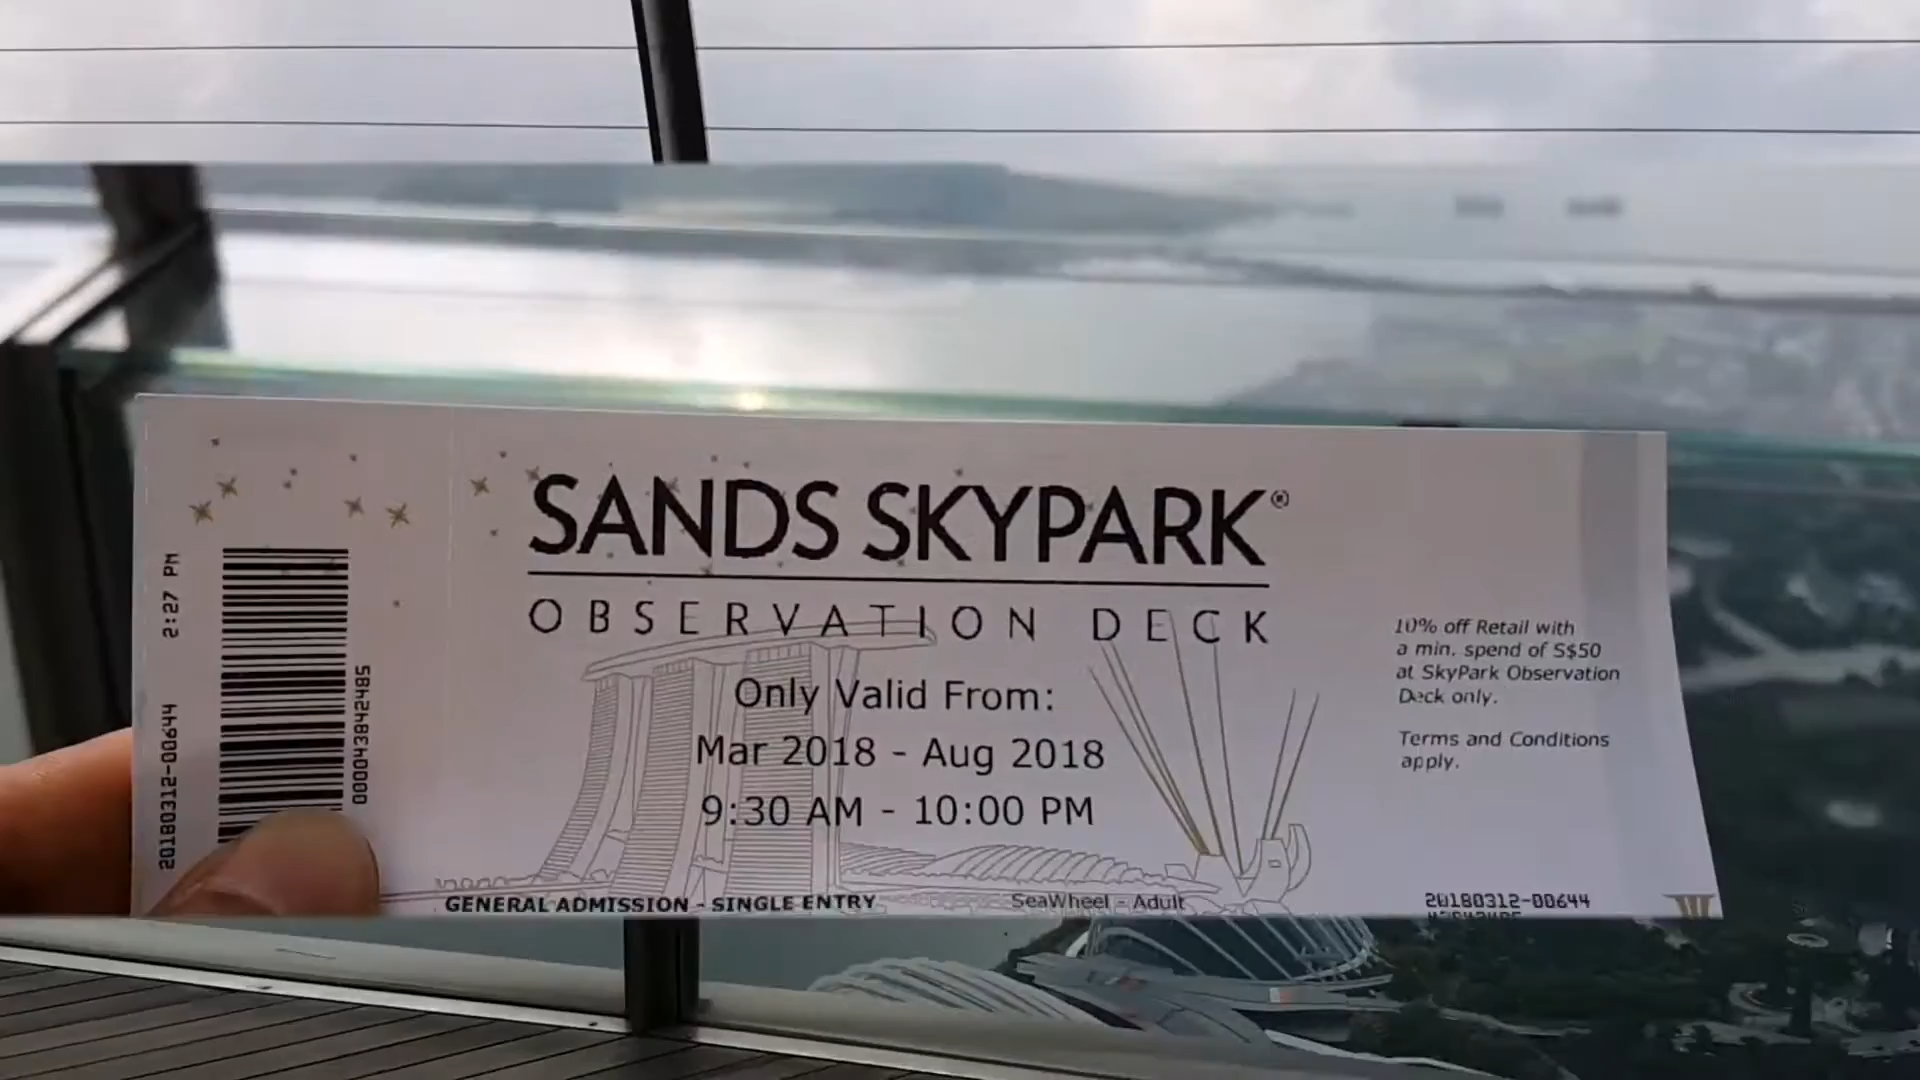 SANDS SKYPARK®
OBSERVATION DECK
Only Valid From:
Mar 2018 - Aug 2018
9:30 AM - 10:00 PM
GENERAL ADMISSION - SINGLE ENTRY
SeaWheel - Adult
10% off Retail with
a min. spend of S$50
at SkyPark Observation
Deck only.
Terms and Conditions
apply.
20180312-00644
20180312-00644 2:27 PM
000043842485